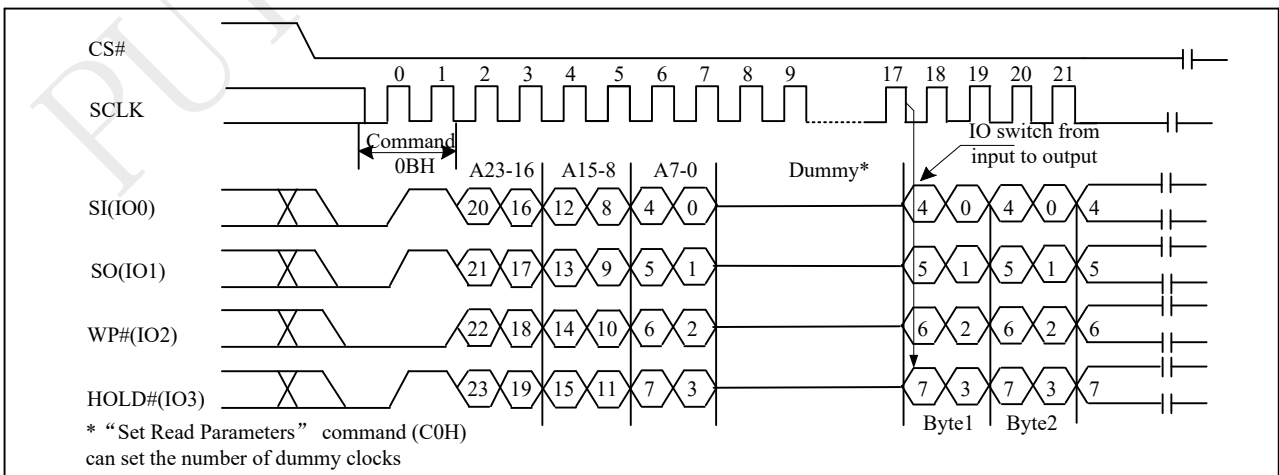 PU
CS#
0 1 2 3 4 5 6 7 8 9 17 18 19 20 21
SCLK
Command
0BH
IO switch from
input to output
A23-16 A15-8 A7-0 Dummy*
SI(IO0) 20 16 12 8 4 0 4 0 4 0 4
SO(IO1) 21 17 13 9 5 1 5 1 5 1 5
WP#(IO2) 22 18 14 10 6 2 6 2 6 2 6
HOLD#(IO3) 23 19 15 11 7 3 7 3 7 3 7
Byte1 Byte2
* “Set Read Parameters” command (C0H)
can set the number of dummy clocks